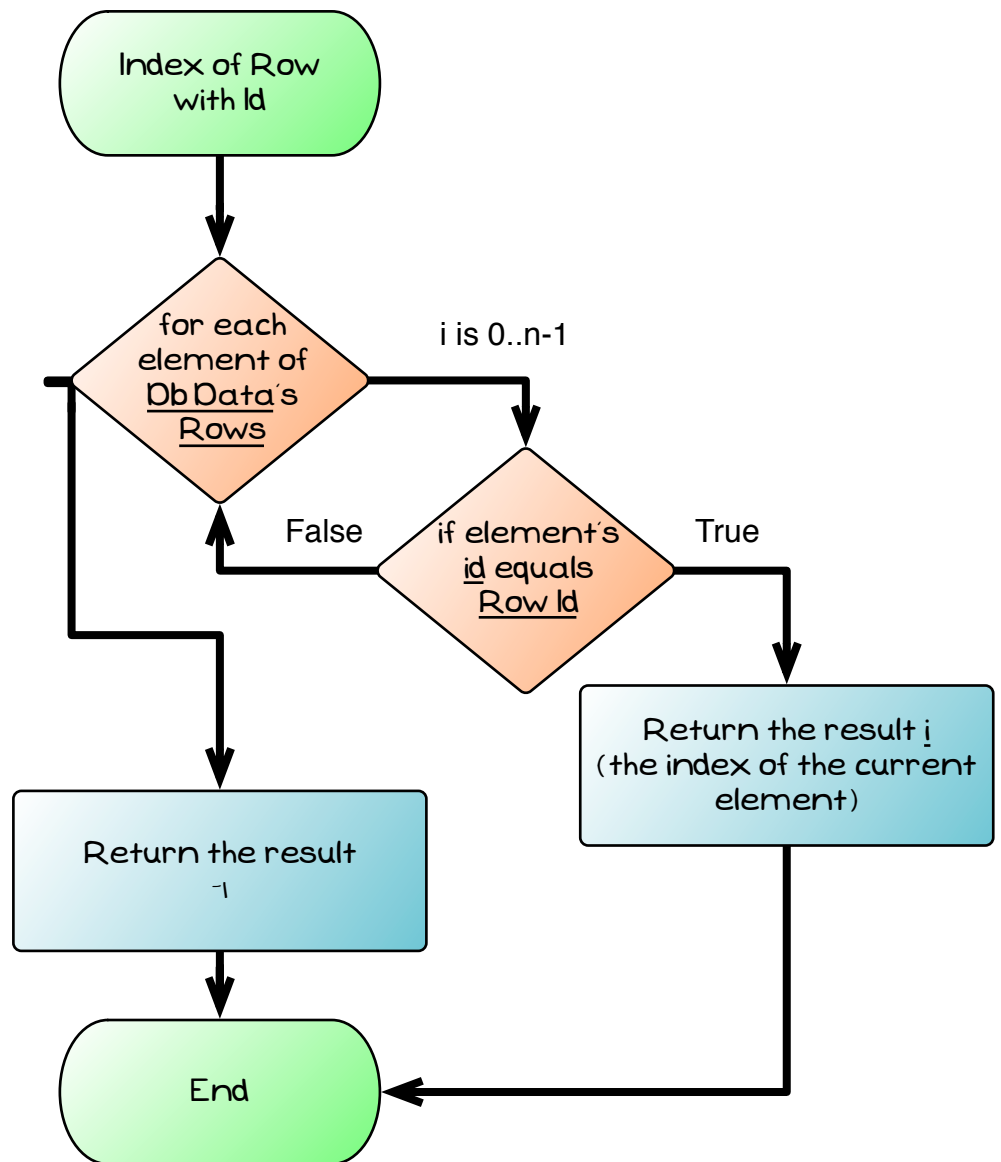 Index of Row
with Id
for each
element of
Db Data's
Rows
i is 0..n-1
if element's
id equals
Row Id
False
True
Return the result i
(the index of the current
element)
Return the result
-1
End